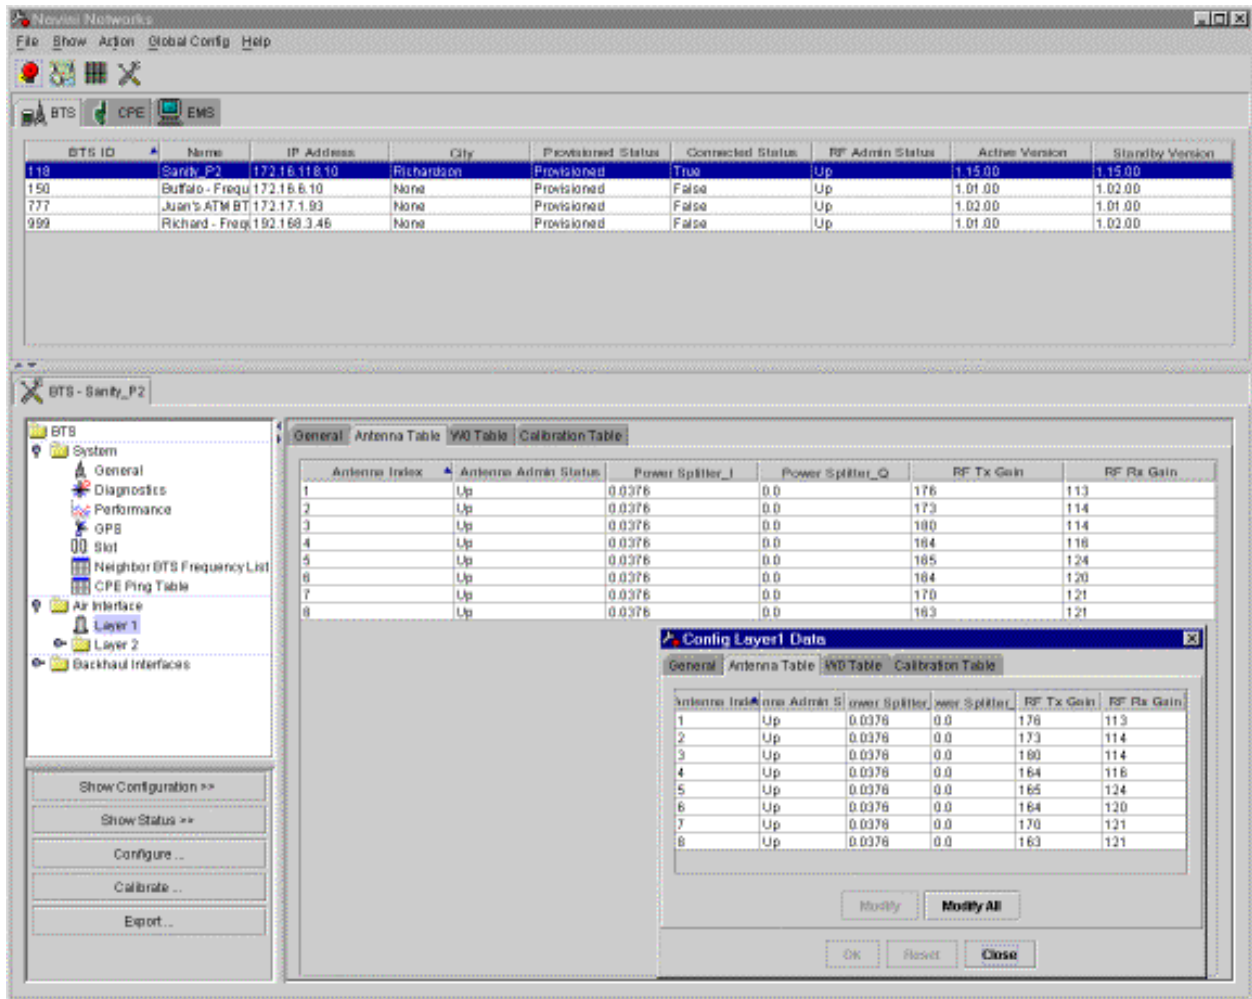 Navini Networks
File Show Action Global Config Help
BTS CPE EMS
BTS ID Name IP Address City Provisioned Status Connected Status RF Admin Status Active Version Standby Version
118 Sanity_P2 172.16.118.10 Richardson Provisioned True Up 1.15.00 1.15.00
150 Buffalo - Frequ 172.16.6.10 None Provisioned False Up 1.01.00 1.02.00
777 Juan's ATM BT 172.17.1.93 None Provisioned False Up 1.02.00 1.01.00
999 Richard - Freq 192.168.3.46 None Provisioned False Up 1.01.00 1.02.00
BTS - Sanity_P2
BTS
System
General
Diagnostics
Performance
GPS
Slot
Neighbor BTS Frequency List
CPE Ping Table
Air Interface
Layer 1
Layer 2
Backhaul Interfaces
Show Configuration >>
Show Status >>
Configure ...
Calibrate ...
Export ...
General Antenna Table W0 Table Calibration Table
Antenna Index Antenna Admin Status Power Splitter_I Power Splitter_Q RF Tx Gain RF Rx Gain
1 Up 0.0376 0.0 176 113
2 Up 0.0376 0.0 173 114
3 Up 0.0376 0.0 180 114
4 Up 0.0376 0.0 164 116
5 Up 0.0376 0.0 165 124
6 Up 0.0376 0.0 164 120
7 Up 0.0376 0.0 170 121
8 Up 0.0376 0.0 163 121
Config Layer1 Data
General Antenna Table W0 Table Calibration Table
Antenna Ind nna Admin S ower Splitter_ wer Splitter_ RF Tx Gain RF Rx Gain
1 Up 0.0376 0.0 176 113
2 Up 0.0376 0.0 173 114
3 Up 0.0376 0.0 180 114
4 Up 0.0376 0.0 164 116
5 Up 0.0376 0.0 165 124
6 Up 0.0376 0.0 164 120
7 Up 0.0376 0.0 170 121
8 Up 0.0376 0.0 163 121
Modify Modify All
OK Reset Close